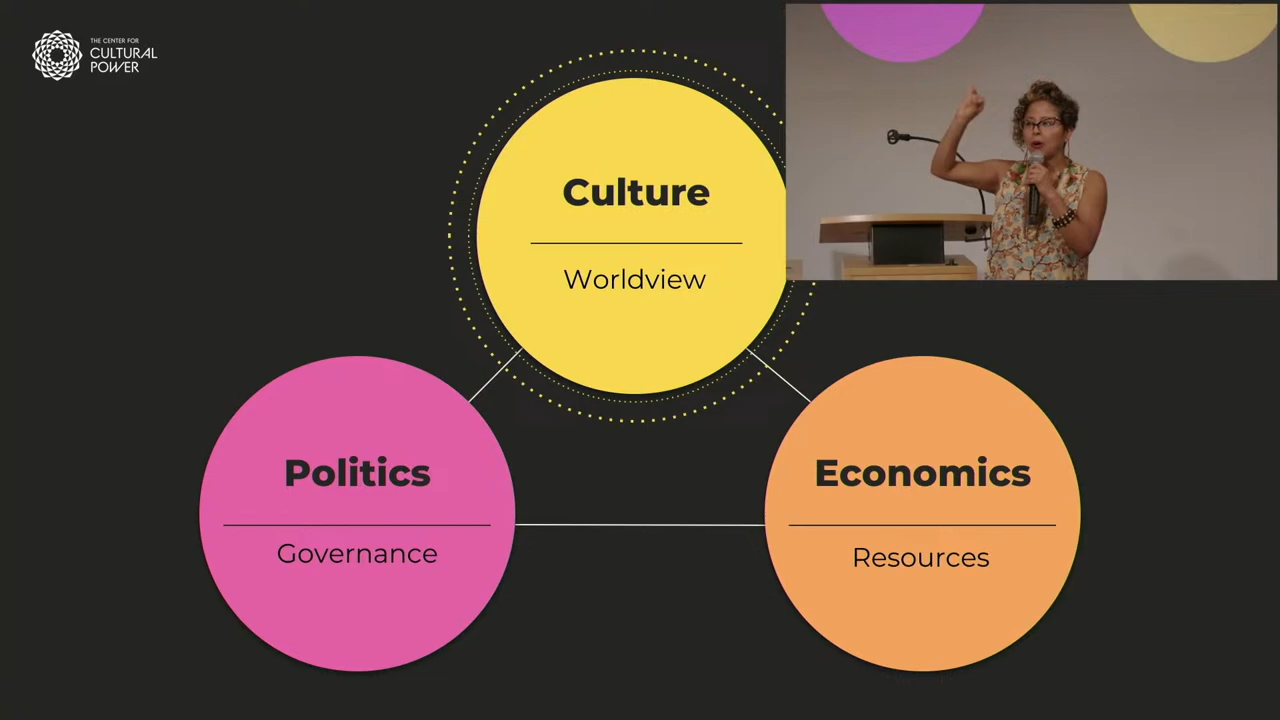 THE CENTER FOR
CULTURAL
POWER
Culture
Worldview
Politics
Governance
Economics
Resources